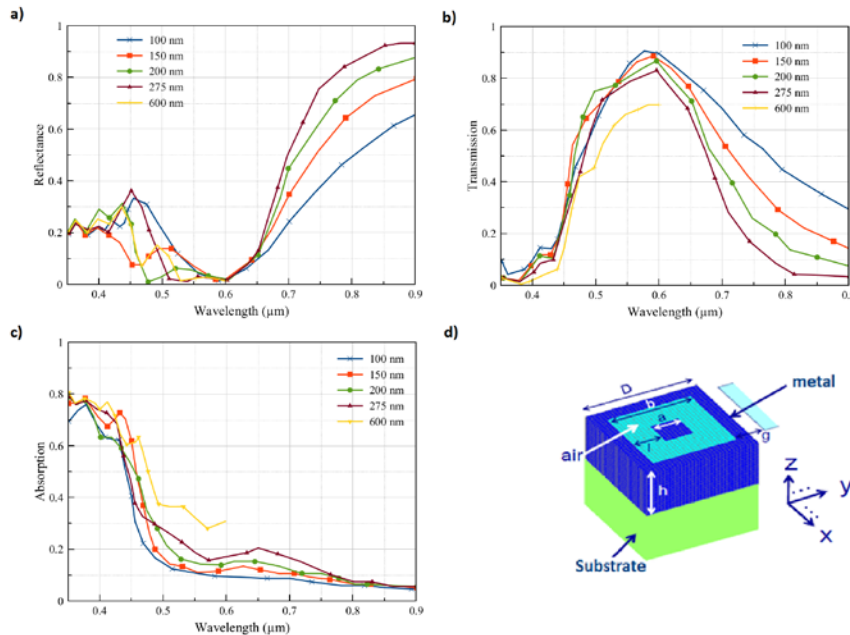 a)
1
0.8
0.6
0.4
0.2
0
Reflectance
100 nm
150 nm
200 nm
275 nm
600 nm
0.4
0.5
0.6
0.7
0.8
0.9
Wavelength (µm)
b)
1
0.8
0.6
0.4
0.2
0
Transmission
100 nm
150 nm
200 nm
275 nm
600 nm
0.4
0.5
0.6
0.7
0.8
0.9
Wavelength (µm)
c)
1
0.8
0.6
0.4
0.2
0
Absorption
100 nm
150 nm
200 nm
275 nm
600 nm
0.4
0.5
0.6
0.7
0.8
0.9
Wavelength (µm)
d)
D
b
a
metal
air
g
h
z
y
x
Substrate